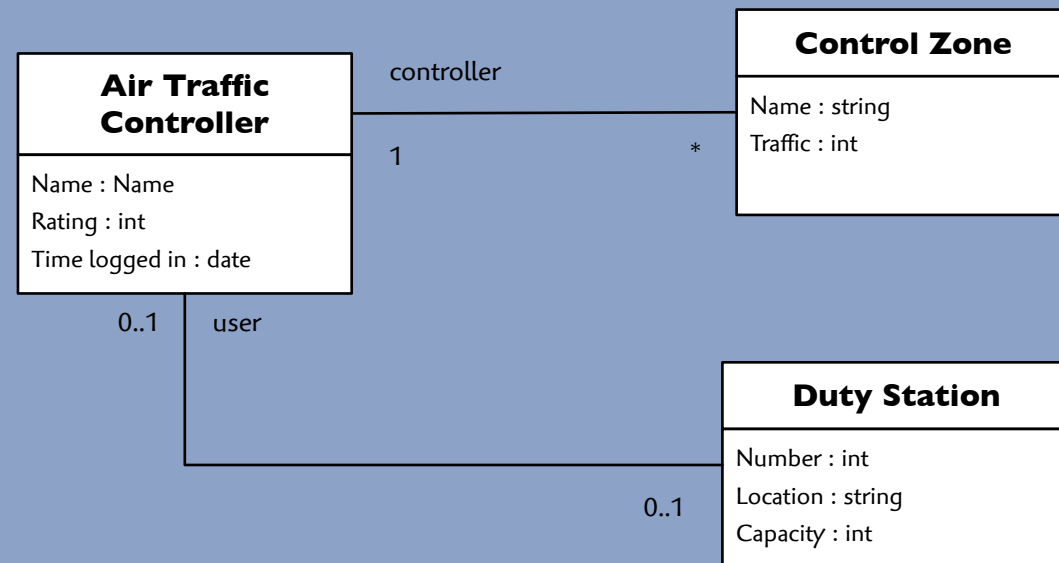 Air Traffic
Controller
Name : Name
Rating : int
Time logged in : date
controller
1
*
Control Zone
Name : string
Traffic : int
0..1
user
0..1
Duty Station
Number : int
Location : string
Capacity : int